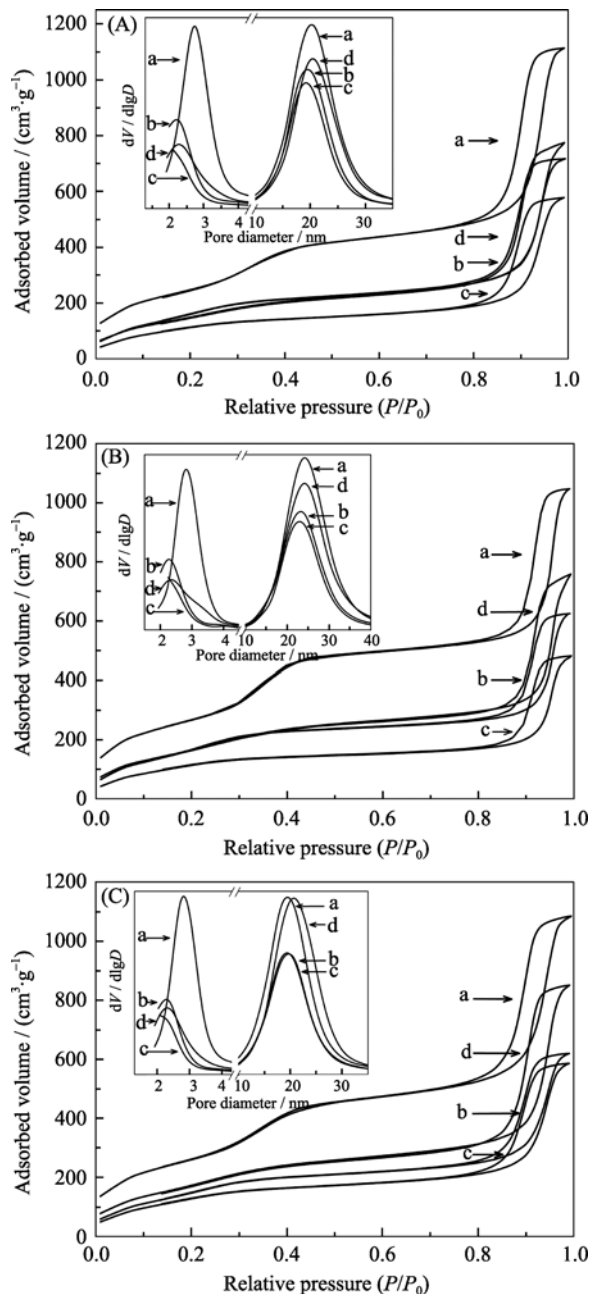 (A)
a
b
d
c
a
d
b
c
dV / dlgD
2
3
4
10
20
30
Pore diameter / nm
a
d
b
c
Adsorbed volume / (cm³·g⁻¹)
1200
1000
800
600
400
200
0
0.0
0.2
0.4
0.6
0.8
1.0
Relative pressure (P/P₀)
(B)
a
b
d
c
a
d
b
c
dV / dlgD
2
3
4
10
20
30
40
Pore diameter / nm
a
d
b
c
Adsorbed volume / (cm³·g⁻¹)
1200
1000
800
600
400
200
0
0.0
0.2
0.4
0.6
0.8
1.0
Relative pressure (P/P₀)
(C)
a
b
d
c
a
d
b
c
dV / dlgD
2
3
4
10
20
30
Pore diameter / nm
a
d
b
c
Adsorbed volume / (cm³·g⁻¹)
1200
1000
800
600
400
200
0
0.0
0.2
0.4
0.6
0.8
1.0
Relative pressure (P/P₀)